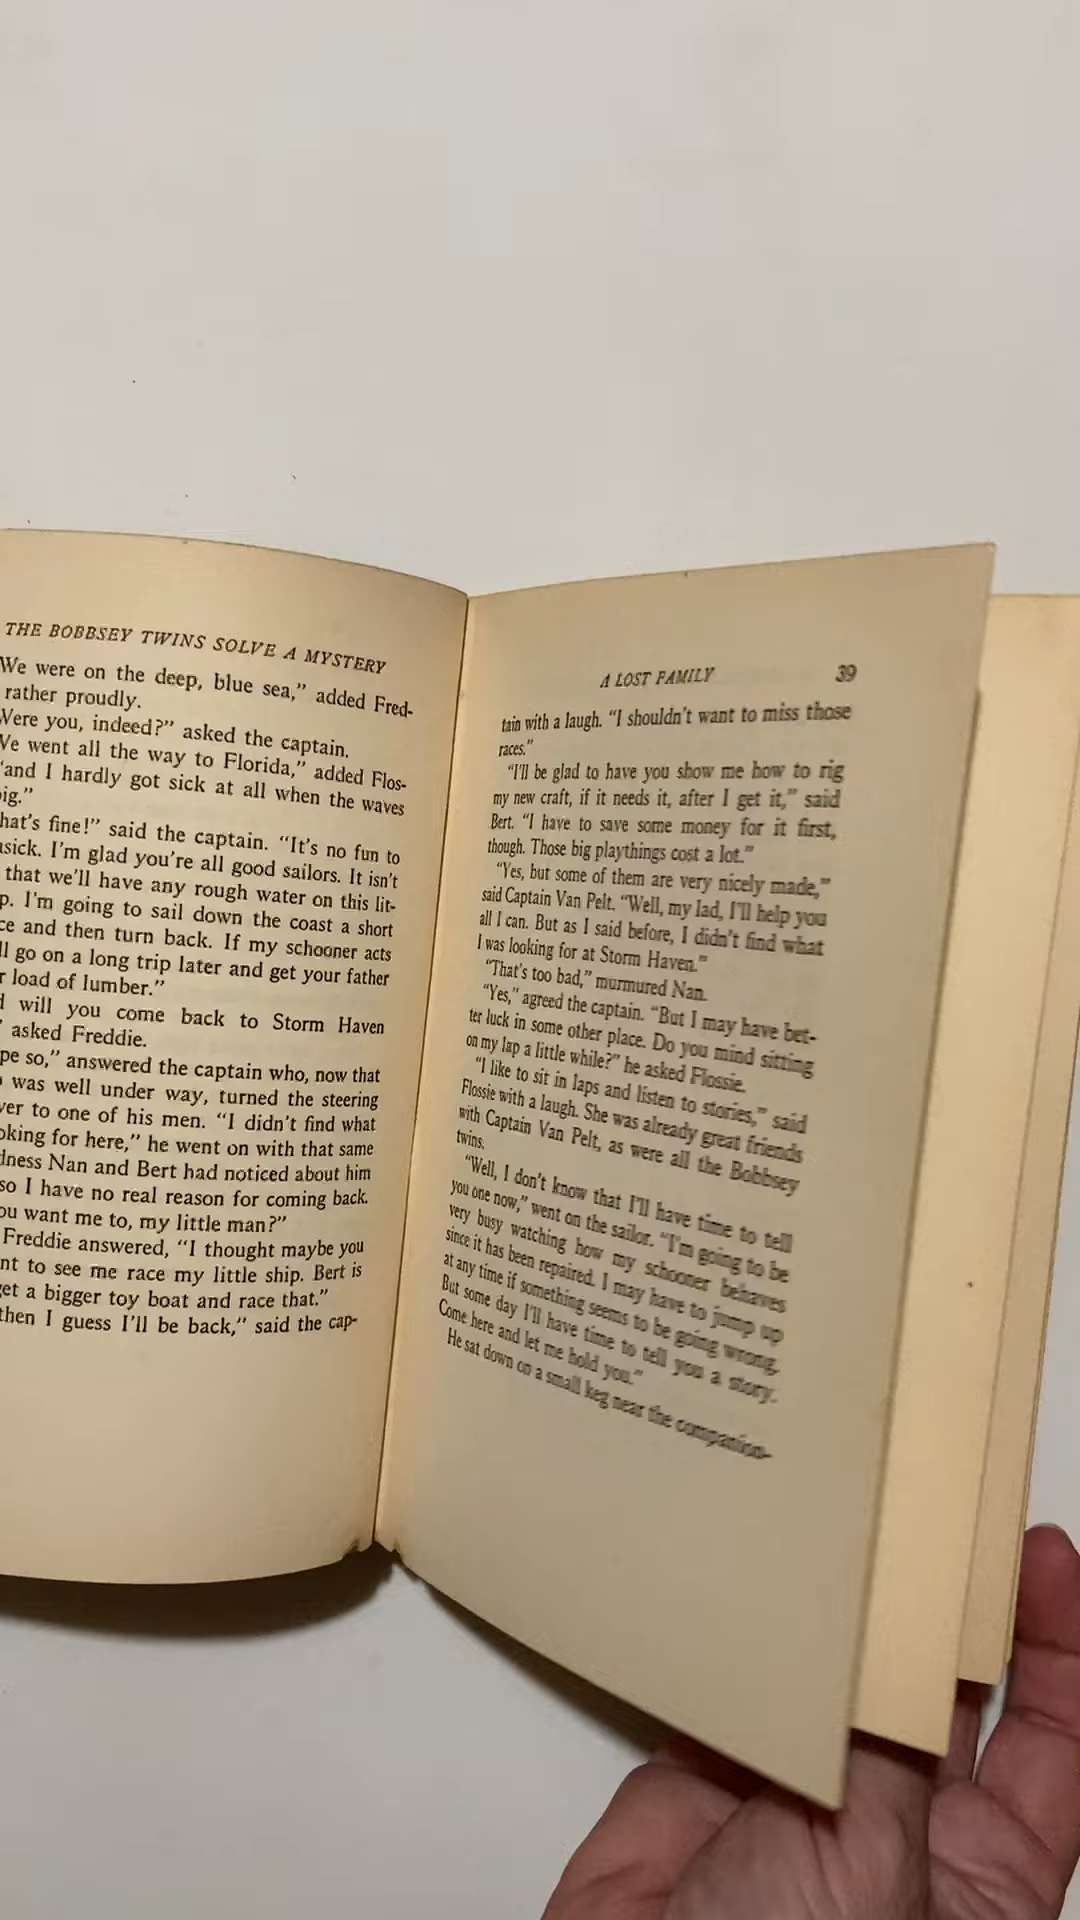 THE BOBBSEY TWINS SOLVE A MYSTERY
We were on the deep, blue sea,” added Fred-
rather proudly.
Were you, indeed?” asked the captain.
We went all the way to Florida,” added Flos-
“and I hardly got sick at all when the waves
big.”
hat's fine!” said the captain. “It's no fun to
sick. I'm glad you're all good sailors. It isn't
that we'll have any rough water on this lit-
p. I'm going to sail down the coast a short
ce and then turn back. If my schooner acts
ll go on a long trip later and get your father
r load of lumber.”
d will you come back to Storm Haven
” asked Freddie.
pe so,” answered the captain who, now that
was well under way, turned the steering
ver to one of his men. “I didn't find what
oking for here,” he went on with that same
dness Nan and Bert had noticed about him
so I have no real reason for coming back.
ou want me to, my little man?”
Freddie answered, “I thought maybe you
nt to see me race my little ship. Bert is
get a bigger toy boat and race that.”
then I guess I'll be back,” said the cap-
A LOST FAMILY 39
tain with a laugh. “I shouldn't want to miss those
races.”
“I'll be glad to have you show me how to rig
my new craft, if it needs it, after I get it,” said
Bert. “I have to save some money for it first,
though. Those big playthings cost a lot.”
“Yes, but some of them are very nicely made,”
said Captain Van Pelt. “Well, my lad, I'll help you
all I can. But as I said before, I didn't find what
I was looking for at Storm Haven.”
“That's too bad,” murmured Nan.
“Yes,” agreed the captain. “But I may have bet-
ter luck in some other place. Do you mind sitting
on my lap a little while?” he asked Flossie.
“I like to sit in laps and listen to stories,” said
Flossie with a laugh. She was already great friends
with Captain Van Pelt, as were all the Bobbsey
twins.
“Well, I don't know that I'll have time to tell
you one now,” went on the sailor. “I'm going to be
very busy watching how my schooner behaves
since it has been repaired. I may have to jump up
at any time if something seems to be going wrong.
But some day I'll have time to tell you a story.
Come here and let me hold you.”
He sat down on a small keg near the companion-